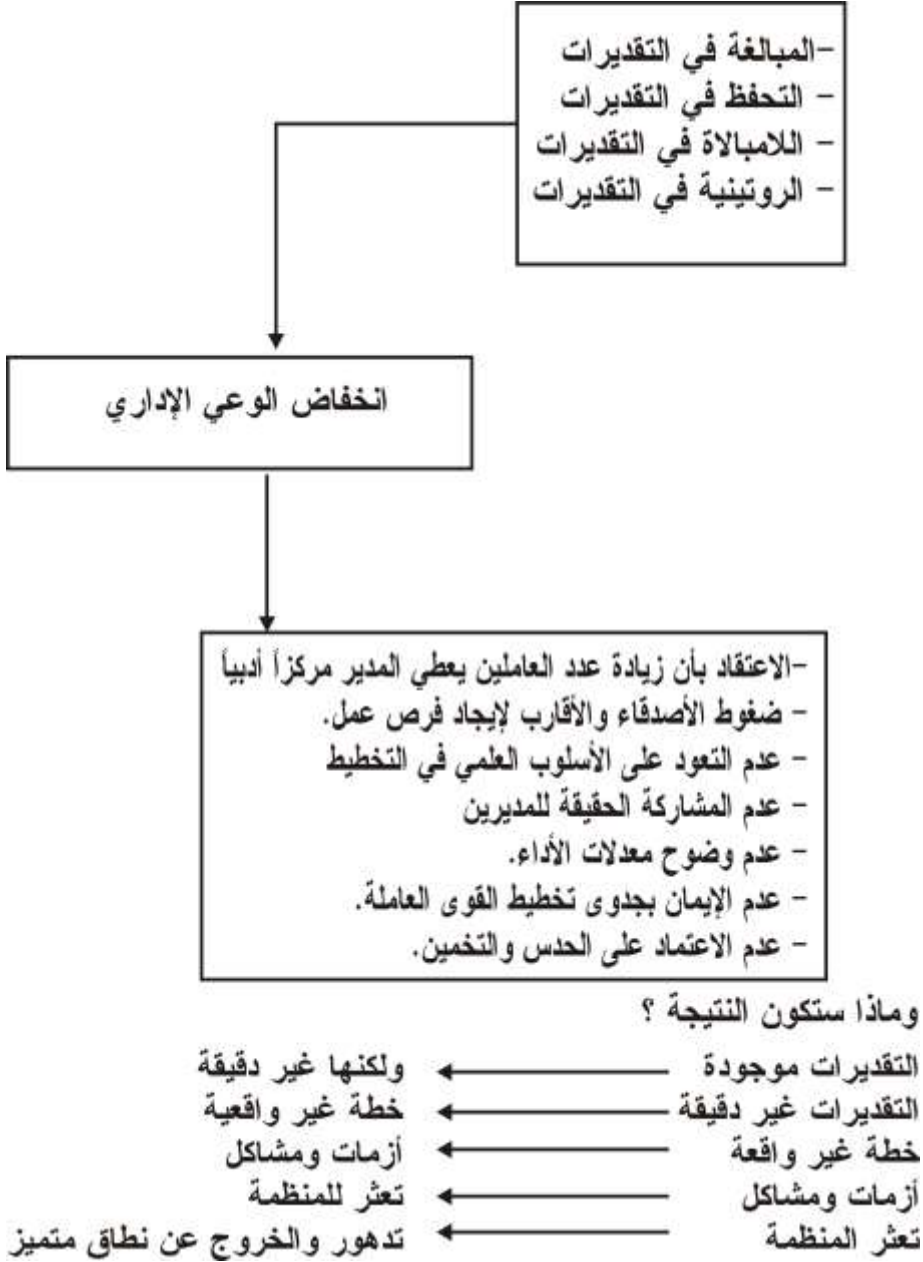 -المبالغة في التقديرات
- التحفظ في التقديرات
- اللامبالاة في التقديرات
- الروتينية في التقديرات
انخفاض الوعي الإداري
-الاعتقاد بأن زيادة عدد العاملين يعطي المدير مركزاً أدبياً
- ضغوط الأصدقاء والأقارب لإيجاد فرص عمل.
- عدم التعود على الأسلوب العلمي في التخطيط
- عدم المشاركة الحقيقة للمديرين
- عدم وضوح معدلات الأداء.
- عدم الإيمان بجدوى تخطيط القوى العاملة.
- عدم الاعتماد على الحدس والتخمين.
وماذا ستكون النتيجة ؟
التقديرات موجودة ولكنها غير دقيقة
التقديرات غير دقيقة خطة غير واقعية
خطة غير واقعة أزمات ومشاكل
أزمات ومشاكل تعثر للمنظمة
تعثر المنظمة تدهور والخروج عن نطاق متميز